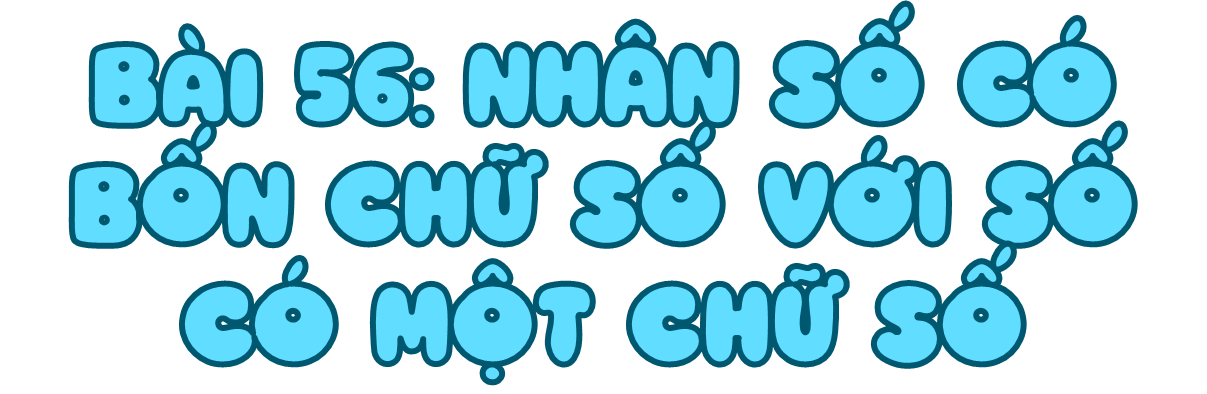 BÀI 56: NHÂN SỐ CÓ
BỐN CHỮ SỐ VỚI SỐ
CÓ MỘT CHỮ SỐ